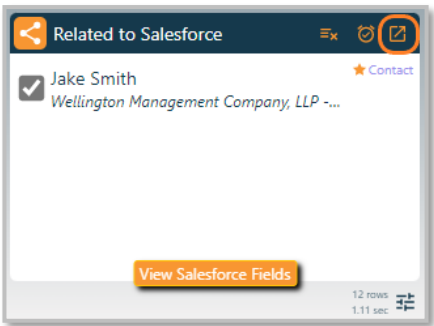 Related to Salesforce
Jake Smith
Contact
Wellington Management Company, LLP -...
View Salesforce Fields
12 rows
1.11 sec